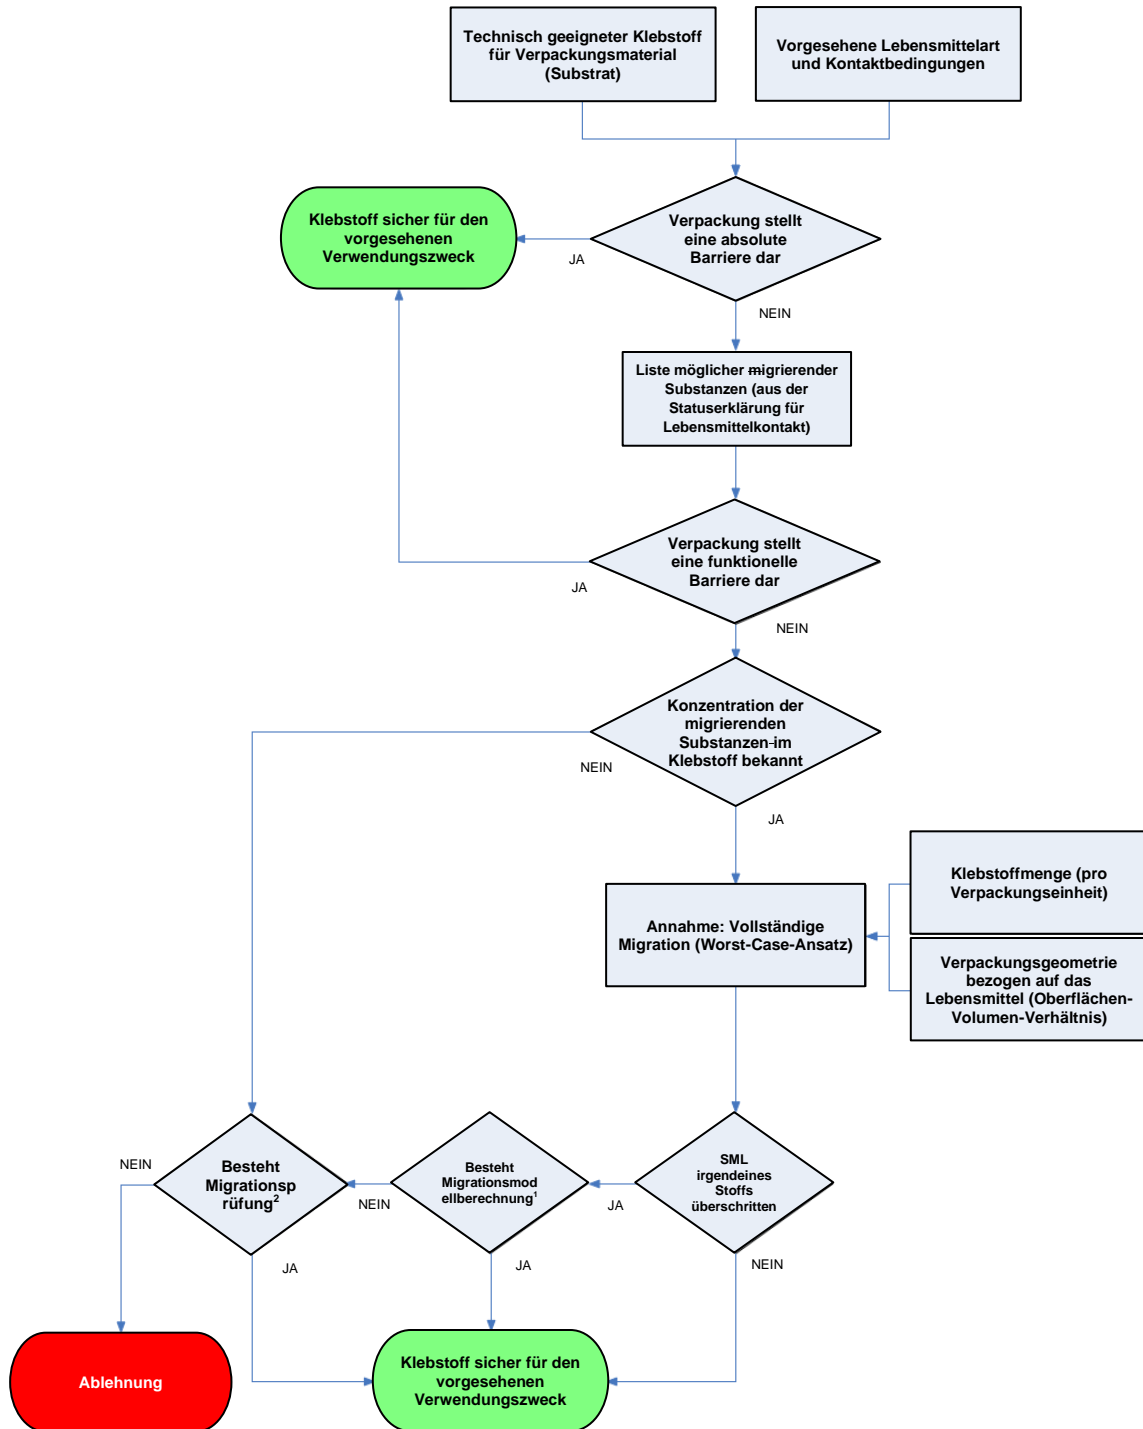 Technisch geeigneter Klebstoff
für Verpackungsmaterial
(Substrat)
Vorgesehene Lebensmittelart
und Kontaktbedingungen
Klebstoff sicher für den
vorgesehenen
Verwendungszweck
Verpackung stellt
eine absolute
Barriere dar
JA
NEIN
Liste möglicher migrierender
Substanzen (aus der
Statuserklärung für
Lebensmittelkontakt)
Verpackung stellt
eine funktionelle
Barriere dar
JA
NEIN
Konzentration der
migrierenden
Substanzen-im
Klebstoff bekannt
NEIN
JA
Klebstoffmenge (pro
Verpackungseinheit)
Annahme: Vollständige
Migration (Worst-Case-Ansatz)
Verpackungsgeometrie
bezogen auf das
Lebensmittel (Oberflächen-
Volumen-Verhältnis)
NEIN
Besteht
Migrationsp
rüfung²
NEIN
Besteht
Migrationsmod
ellberechnung¹
JA
SML
irgendeines
Stoffs
überschritten
JA
JA
NEIN
Ablehnung
Klebstoff sicher für den
vorgesehenen
Verwendungszweck